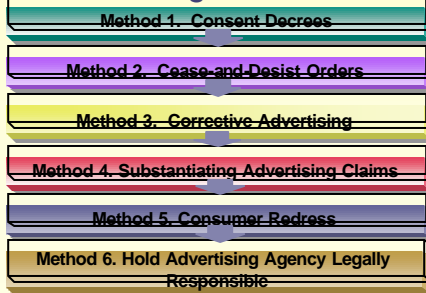 Method 1.  Consent Decrees
Method 2.  Cease-and-Desist Orders
Method 3.  Corrective Advertising
Method 4. Substantiating Advertising Claims
Method 5. Consumer Redress
Method 6. Hold Advertising Agency Legally
Responsible